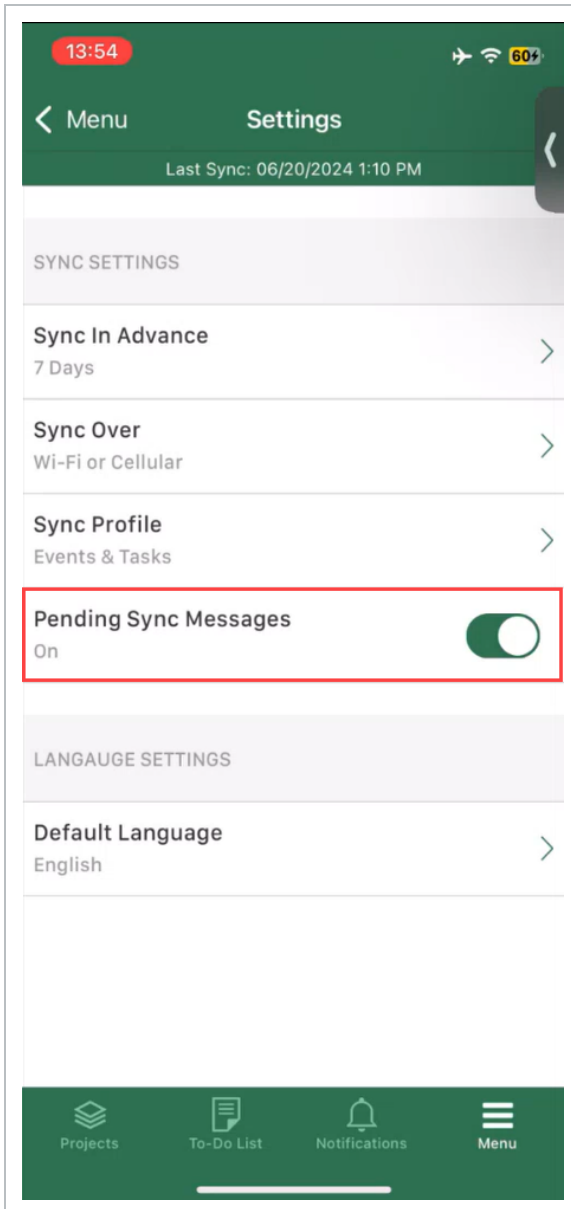 13:54
60
Menu
Settings
Last Sync: 06/20/2024 1:10 PM
SYNC SETTINGS
Sync In Advance
7 Days
Sync Over
Wi-Fi or Cellular
Sync Profile
Events & Tasks
Pending Sync Messages
On
LANGAUGE SETTINGS
Default Language
English
Projects
To-Do List
Notifications
Menu